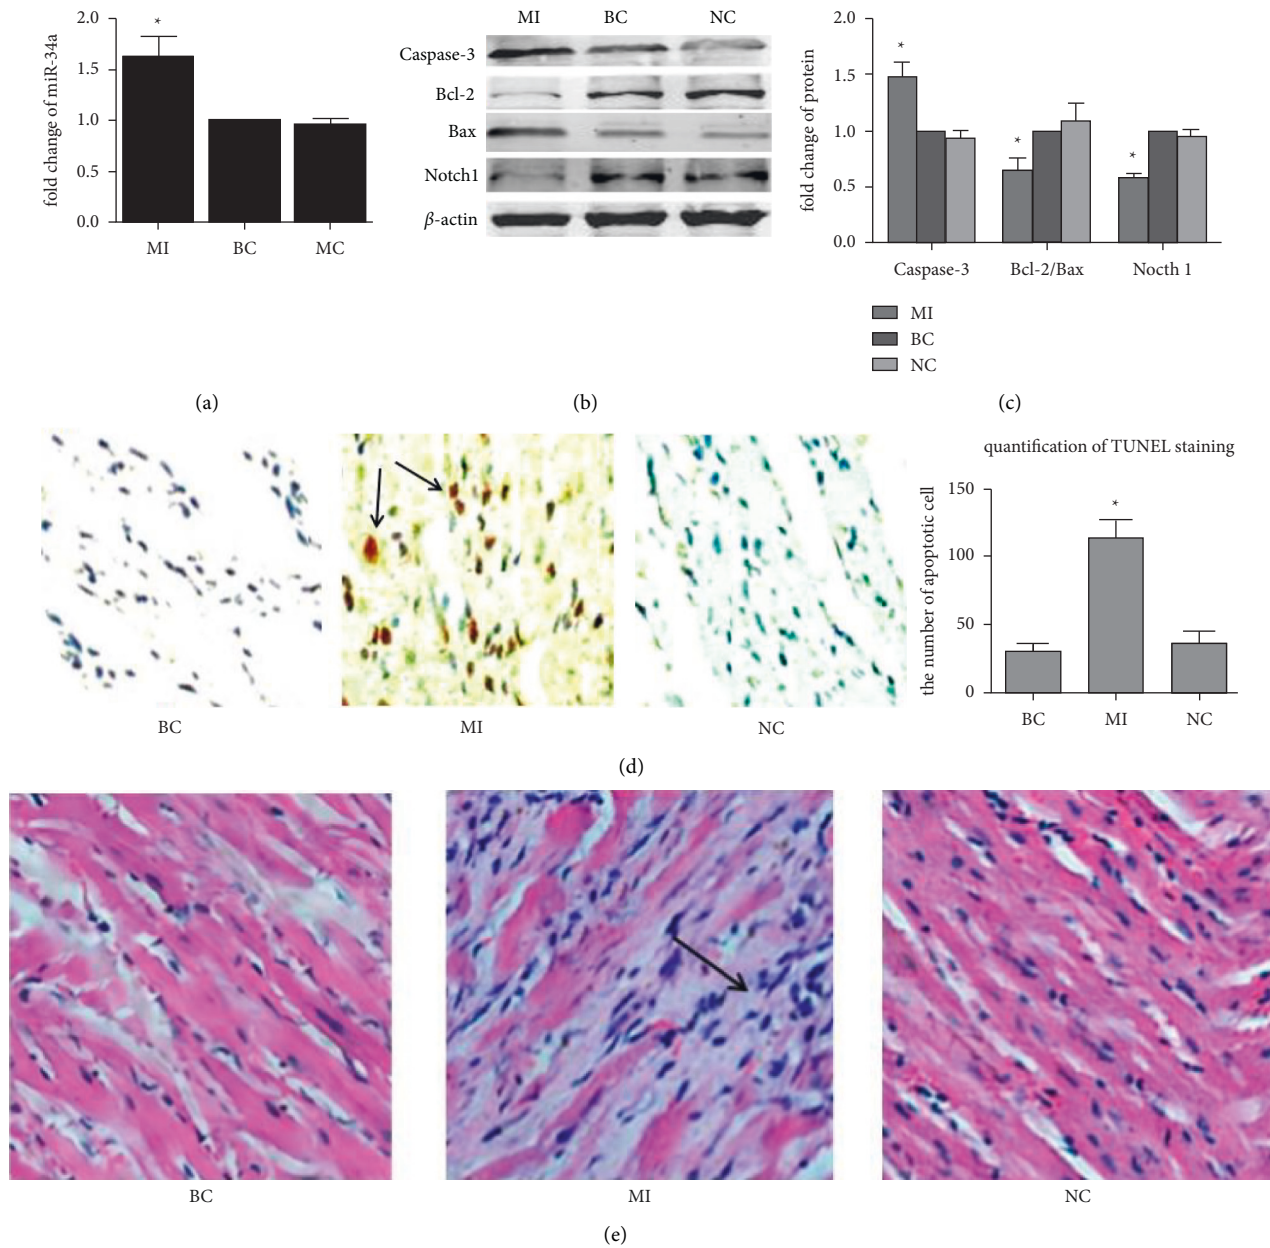 fold change of miR-34a
2.0
1.5
1.0
0.5
0.0
*
MI BC MC
(a)
MI BC NC
Caspase-3
Bcl-2
Bax
Notch1
β-actin
(b)
fold change of protein
2.0
1.5
1.0
0.5
0.0
* * *
Caspase-3 Bcl-2/Bax Nocth 1
MI
BC
NC
(c)
BC
MI
NC
quantification of TUNEL staining
the number of apoptotic cell
150
100
50
0
*
BC MI NC
(d)
BC
MI
NC
(e)